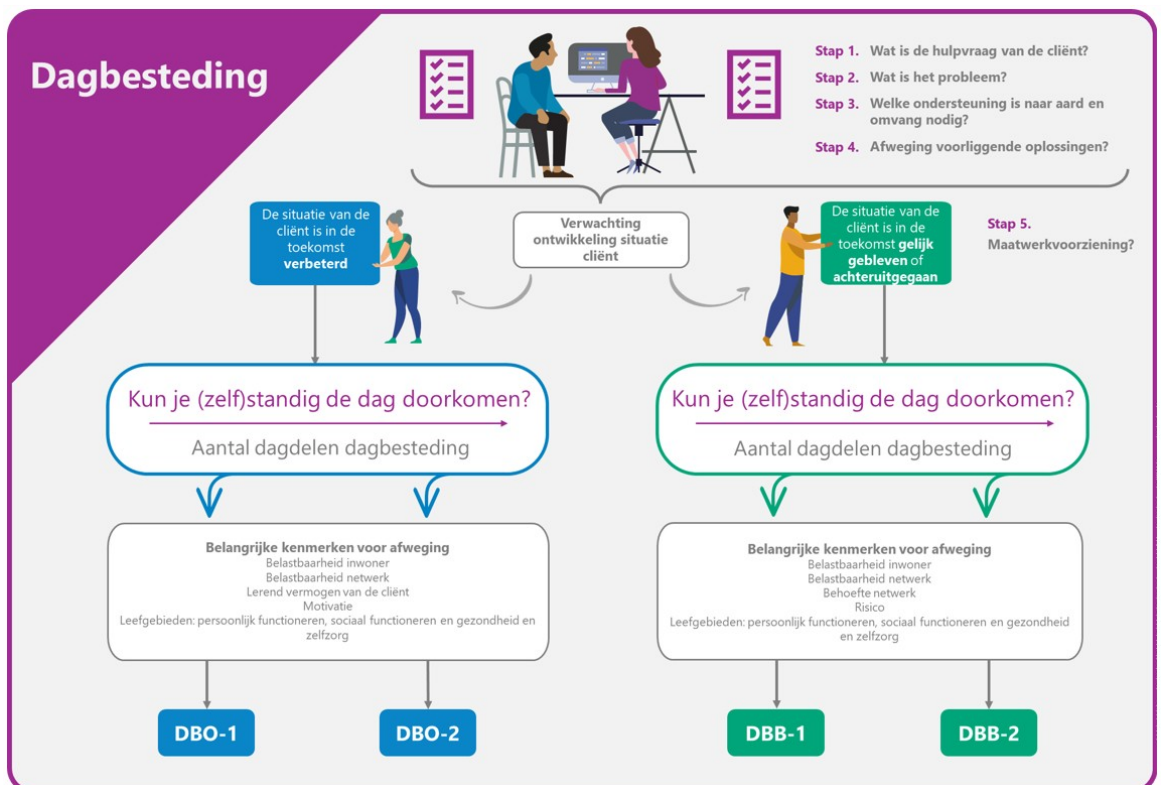 Dagbesteding
Stap 1. Wat is de hulpvraag van de cliënt?
Stap 2. Wat is het probleem?
Stap 3. Welke ondersteuning is naar aard en
omvang nodig?
Stap 4. Afweging voorliggende oplossingen?
De situatie van de
cliënt is in de
toekomst
verbeterd
Verwachting
ontwikkeling situatie
cliënt
De situatie van de
cliënt is in de
toekomst gelijk
gebleven of
achteruitgegaan
Stap 5.
Maatwerkvoorziening?
Kun je (zelf)standig de dag doorkomen?
Aantal dagdelen dagbesteding
Kun je (zelf)standig de dag doorkomen?
Aantal dagdelen dagbesteding
Belangrijke kenmerken voor afweging
Belastbaarheid inwoner
Belastbaarheid netwerk
Lerend vermogen van de cliënt
Motivatie
Leefgebieden: persoonlijk functioneren, sociaal functioneren en gezondheid en
zelfzorg
Belangrijke kenmerken voor afweging
Belastbaarheid inwoner
Belastbaarheid netwerk
Behoefte netwerk
Risico
Leefgebieden: persoonlijk functioneren, sociaal functioneren en gezondheid
en zelfzorg
DBO-1
DBO-2
DBB-1
DBB-2